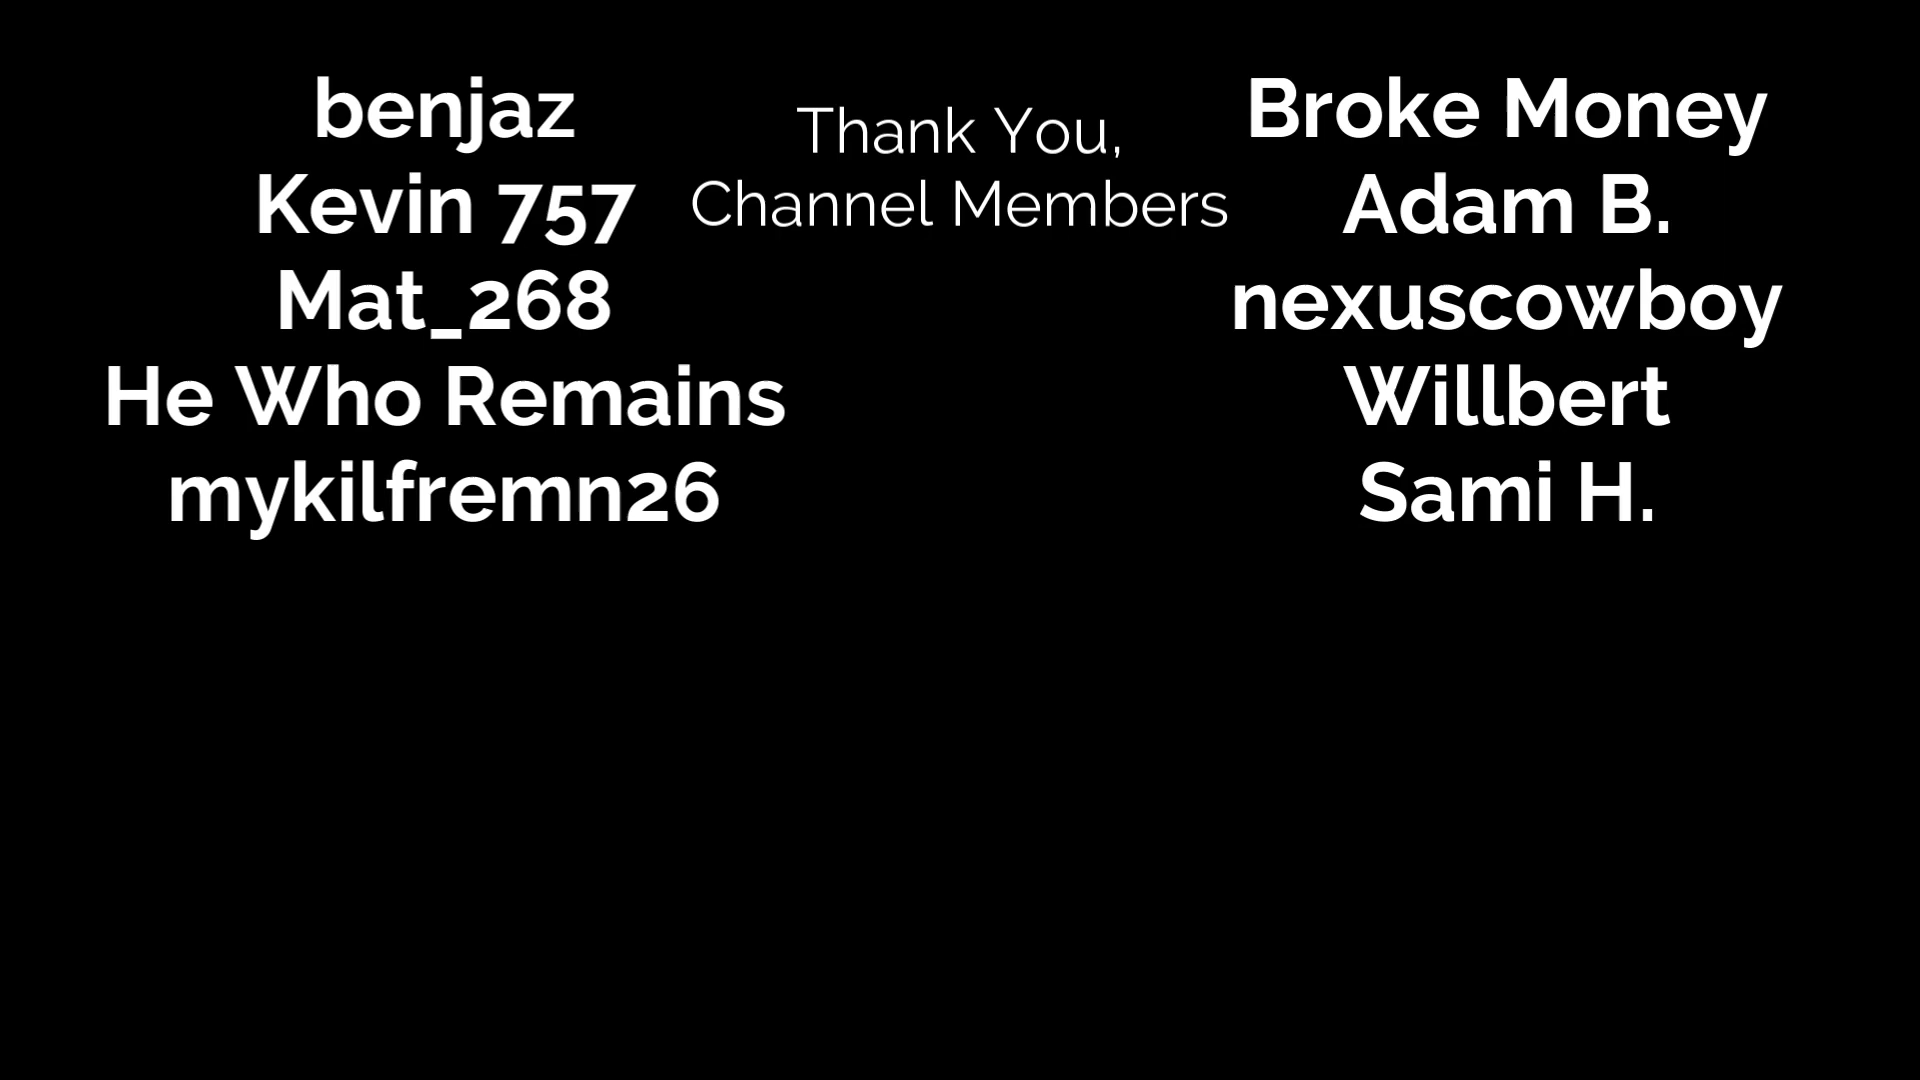 benjaz
Kevin 757
Mat_268
He Who Remains
mykilfremn26
Thank You,
Channel Members
Broke Money
Adam B.
nexuscowboy
Willbert
Sami H.